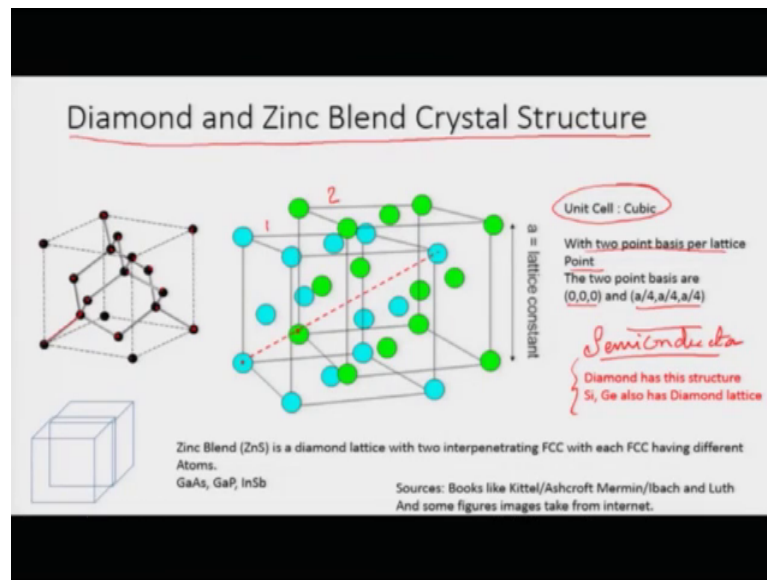 Diamond and Zinc Blend Crystal Structure
1
2
a = lattice constant
Unit Cell : Cubic
With two point basis per lattice
Point
The two point basis are
(0,0,0) and (a/4,a/4,a/4)
Semiconductor
Diamond has this structure
Si, Ge also has Diamond lattice
Zinc Blend (ZnS) is a diamond lattice with two interpenetrating FCC with each FCC having different
Atoms.
GaAs, GaP, InSb
Sources: Books like Kittel/Ashcroft Mermin/Ibach and Luth
And some figures images take from internet.